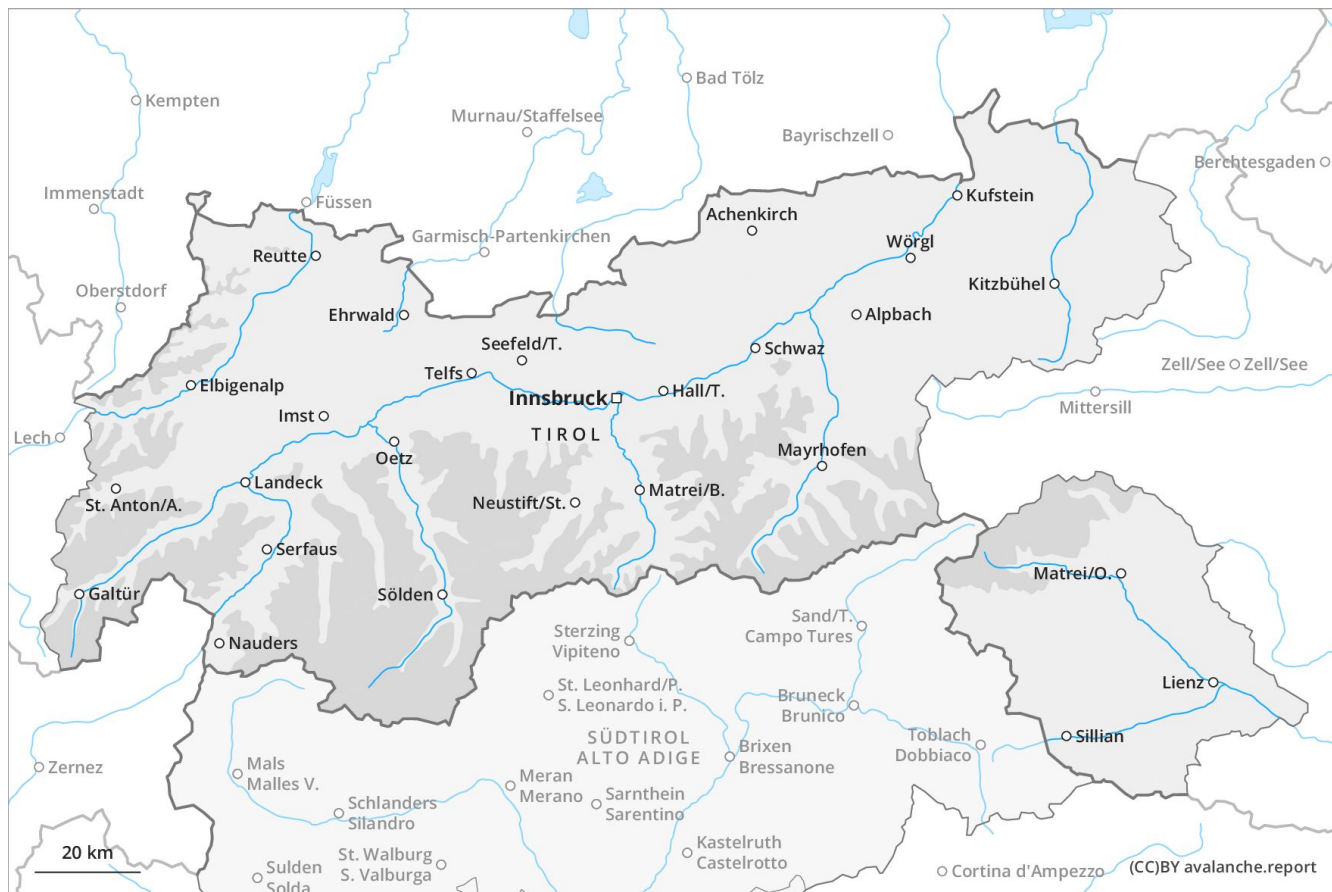 Bad Tölz
Kempten
Murnau/Staffelsee
Bayrischzell
Berchtesgaden
Immenstadt
Füssen
Kufstein
Achenkirch
Garmisch-Partenkirchen
Wörgl
Reutte
Kitzbühel
Oberstdorf
Ehrwald
Alpbach
Seefeld/T.
Schwaz
Zell/See
Zell/See
Telfs
Elbigenalp
Hall/T.
Innsbruck
Mittersill
Imst
TIROL
Lech
Oetz
Mayrhofen
Landeck
Matrei/B.
St. Anton/A.
Neustift/St.
Serfaus
Matrei/O.
Galtür
Sölden
Sand/T.
Campo Tures
Sterzing
Vipiteno
Nauders
Lienz
St. Leonhard/P.
S. Leonardo i. P.
Bruneck
Brunico
SÜDTIROL
ALTO ADIGE
Toblach
Dobbiaco
Sillian
Brixen
Bressanone
Zernez
Mals
Malles V.
Meran
Merano
Sarnthein
Sarentino
Schlanders
Silandro
Kastelruth
Castelrotto
20 km
St. Walburg
S. Valburga
Sulden
Solda
Cortina d'Ampezzo
(CC)BY avalanche.report